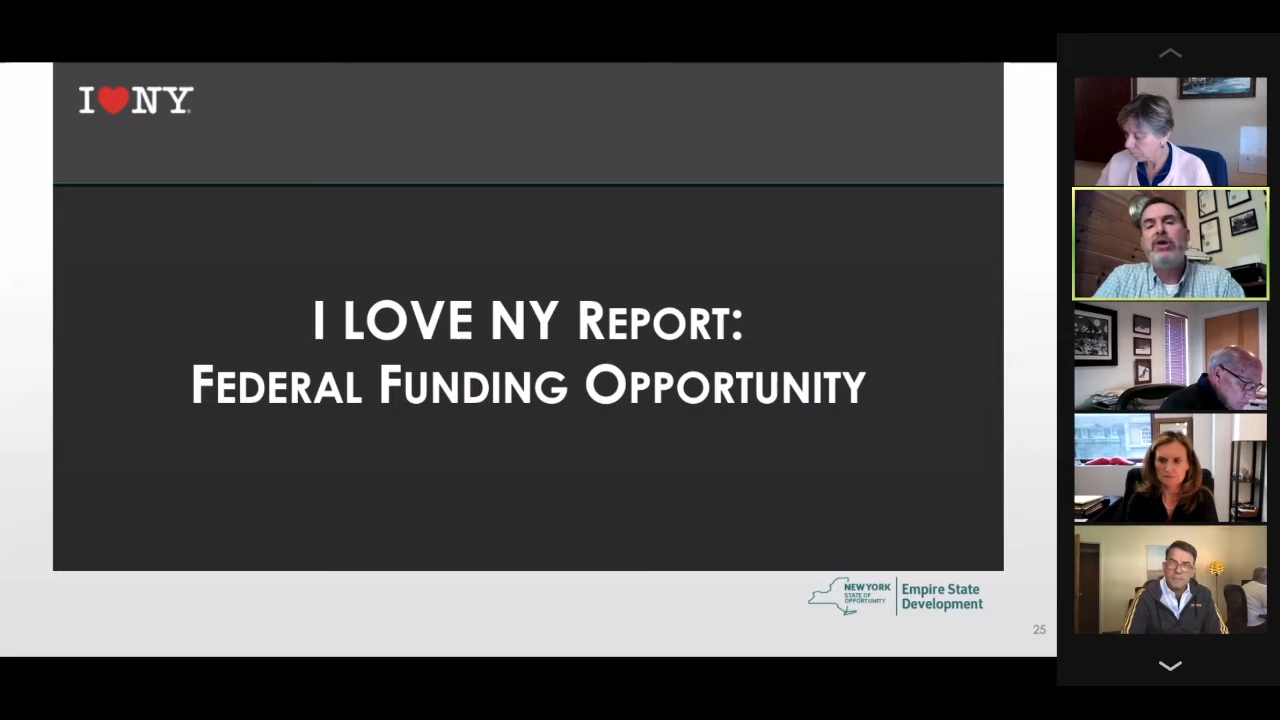 I❤NY
I LOVE NY REPORT:
FEDERAL FUNDING OPPORTUNITY
NEW YORK
STATE OF
OPPORTUNITY
Empire State
Development
25